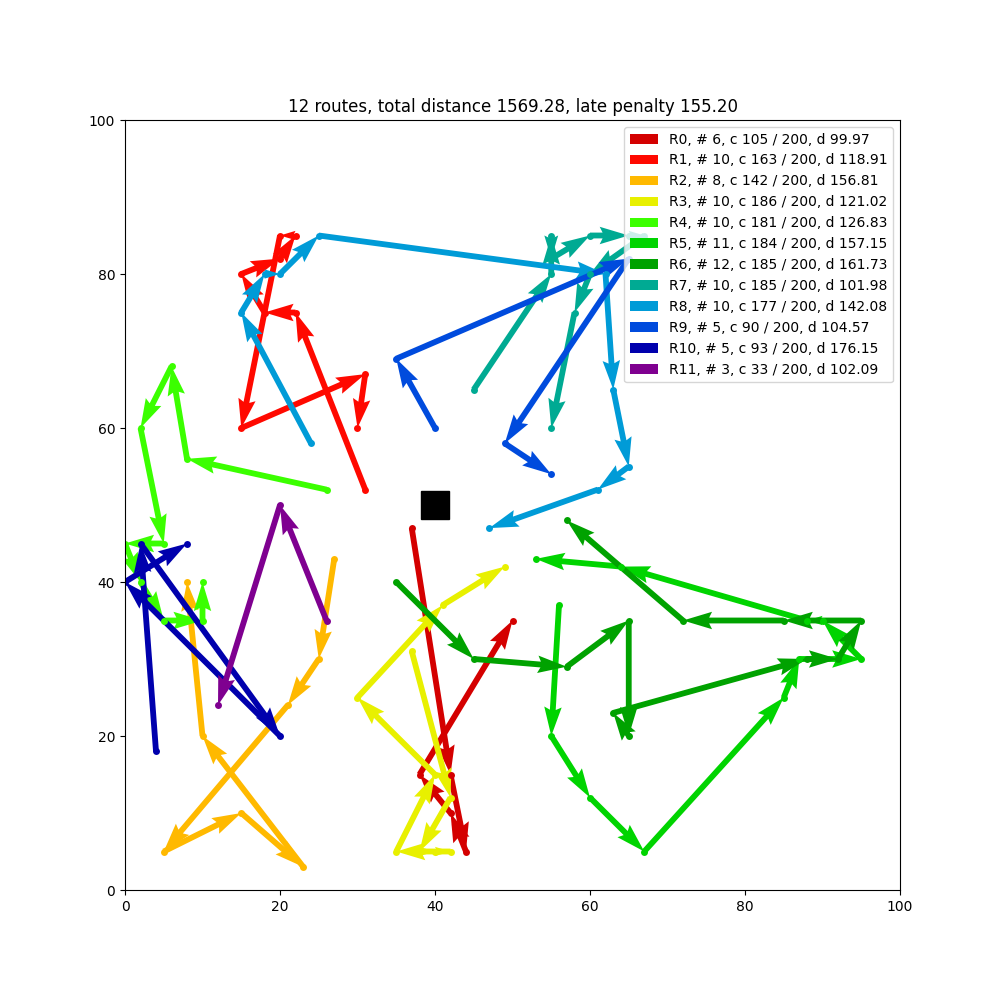 12 routes, total distance 1569.28, late penalty 155.20
R0, # 6, c 105 / 200, d 99.97
R1, # 10, c 163 / 200, d 118.91
R2, # 8, c 142 / 200, d 156.81
R3, # 10, c 186 / 200, d 121.02
R4, # 10, c 181 / 200, d 126.83
R5, # 11, c 184 / 200, d 157.15
R6, # 12, c 185 / 200, d 161.73
R7, # 10, c 185 / 200, d 101.98
R8, # 10, c 177 / 200, d 142.08
R9, # 5, c 90 / 200, d 104.57
R10, # 5, c 93 / 200, d 176.15
R11, # 3, c 33 / 200, d 102.09
100
80
60
40
20
0
0 20 40 60 80 100